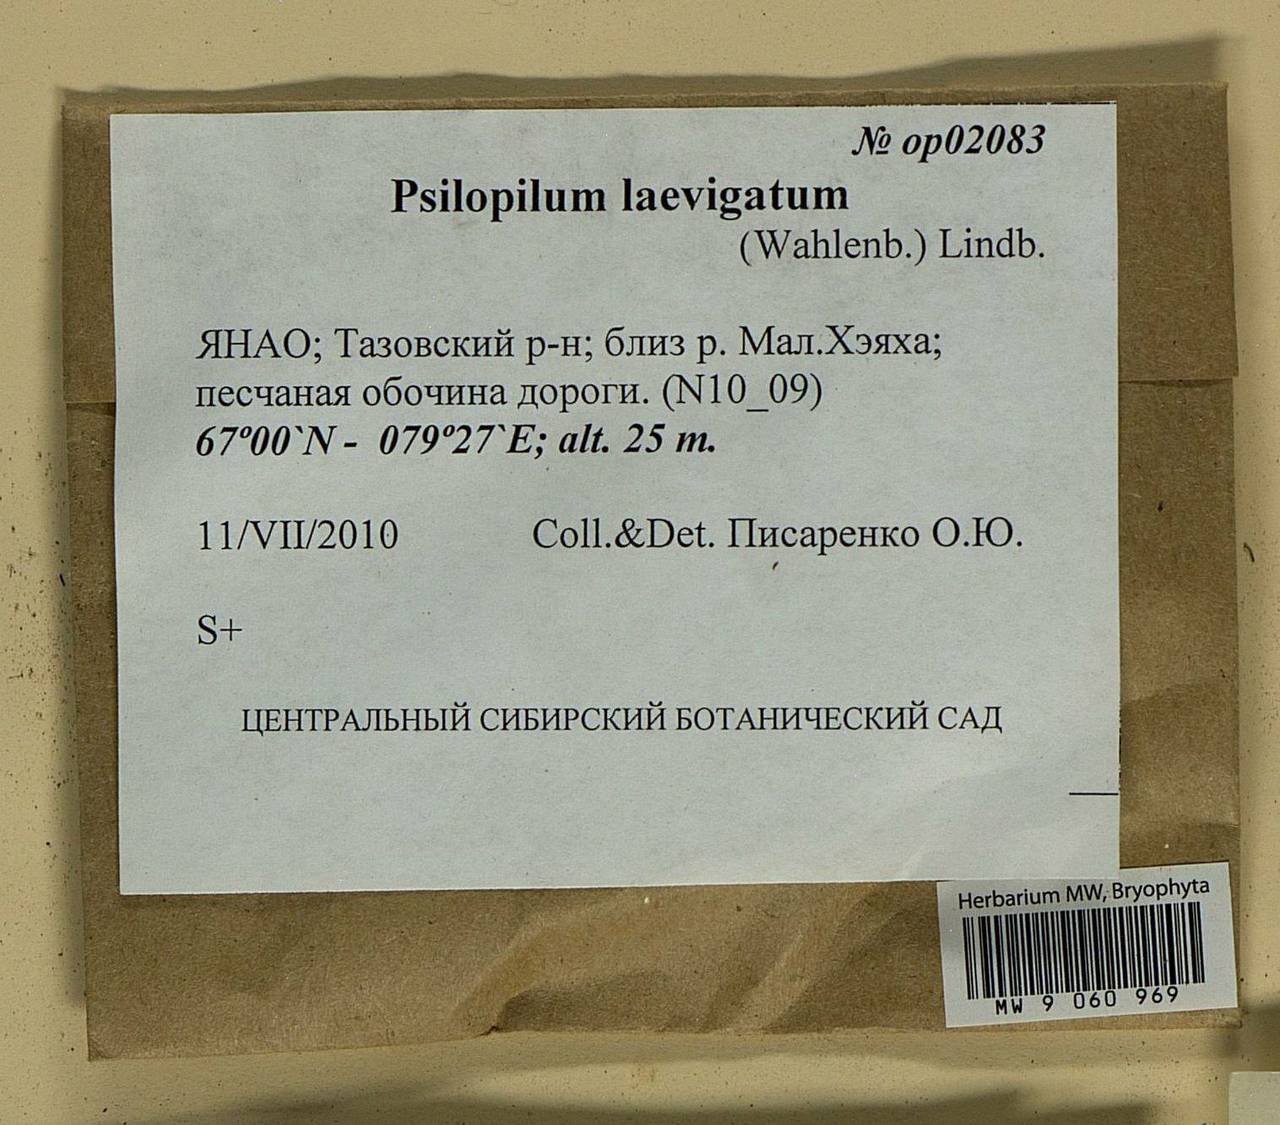 № op02083
Psilopilum laevigatum
(Wahlenb.) Lindb.
ЯНАО; Тазовский р-н; близ р. Мал.Хэяха;
песчаная обочина дороги. (N10_09)
67º00`N - 079º27`E; alt. 25 m.
11/VII/2010 Coll.&Det. Писаренко О.Ю.
S+
ЦЕНТРАЛЬНЫЙ СИБИРСКИЙ БОТАНИЧЕСКИЙ САД
Herbarium MW, Bryophyta
MW 9 060 969